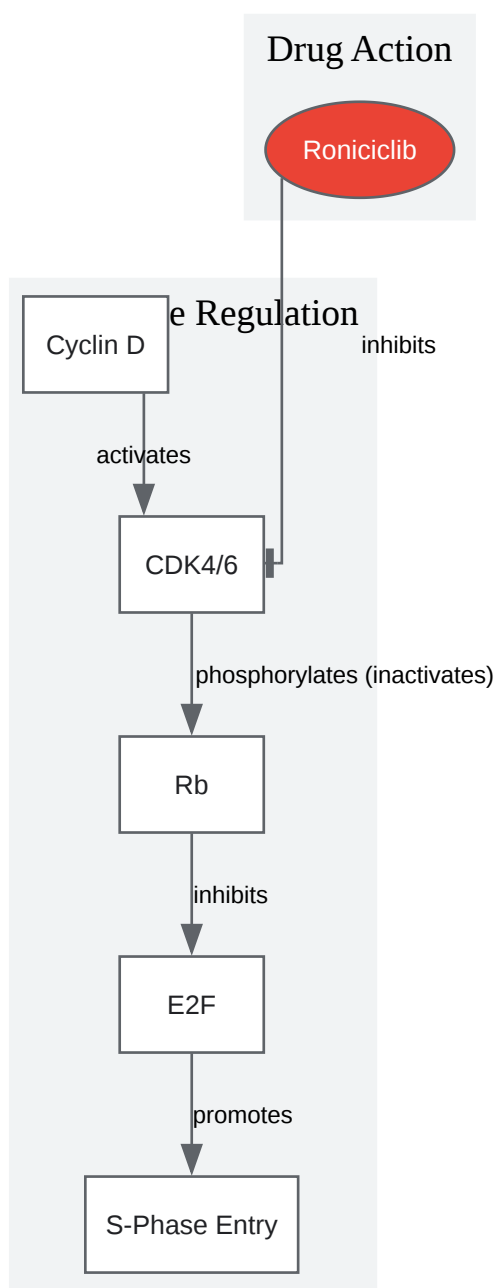 Drug Action
Roniciclib
e Regulation
Cyclin D
inhibits
activates
CDK4/6
phosphorylates (inactivates)
Rb
inhibits
E2F
promotes
S-Phase Entry